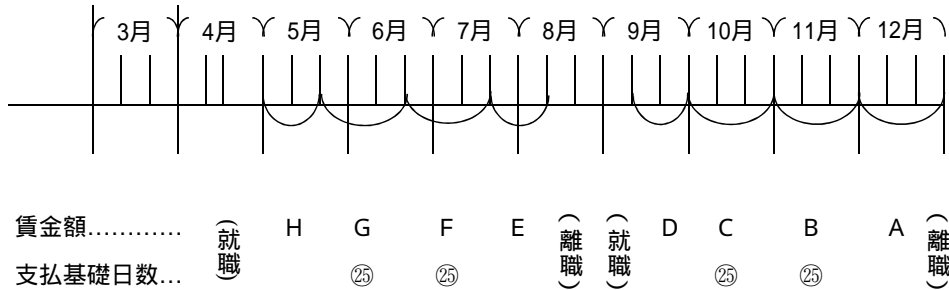 3月 4月 5月 6月 7月 8月 9月 10月 11月 12月
賃金額………… (就職) H G F E (離職) (就職) D C B A (離職)
支払基礎日数… ㉕ ㉕ ㉕ ㉕